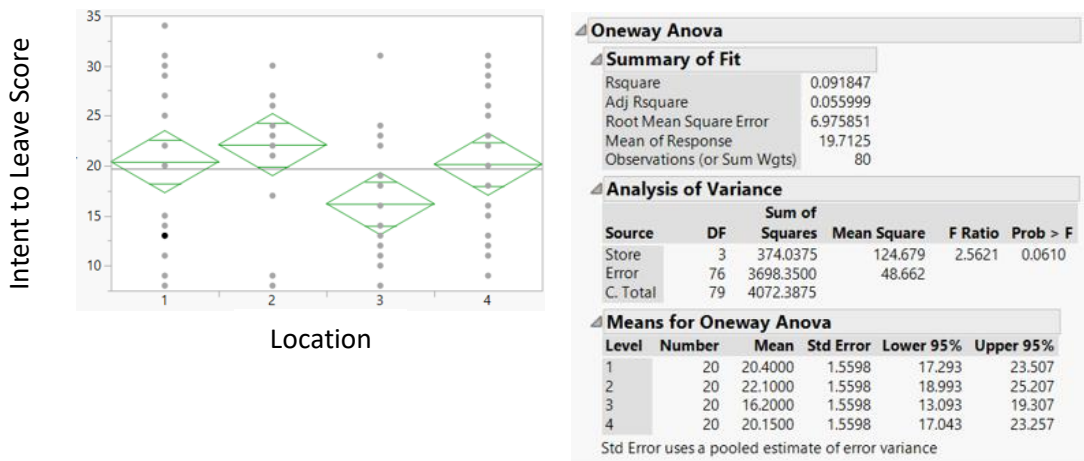 Intent to Leave Score
35
30
25
20
15
10
1 2 3 4
Location
Oneway Anova
Summary of Fit
Rsquare 0.091847
Adj Rsquare 0.055999
Root Mean Square Error 6.975851
Mean of Response 19.7125
Observations (or Sum Wgts) 80
Analysis of Variance
Sum of
Source DF Squares Mean Square F Ratio Prob > F
Store 3 374.0375 124.679 2.5621 0.0610
Error 76 3698.3500 48.662
C. Total 79 4072.3875
Means for Oneway Anova
Level Number Mean Std Error Lower 95% Upper 95%
1 20 20.4000 1.5598 17.293 23.507
2 20 22.1000 1.5598 18.993 25.207
3 20 16.2000 1.5598 13.093 19.307
4 20 20.1500 1.5598 17.043 23.257
Std Error uses a pooled estimate of error variance